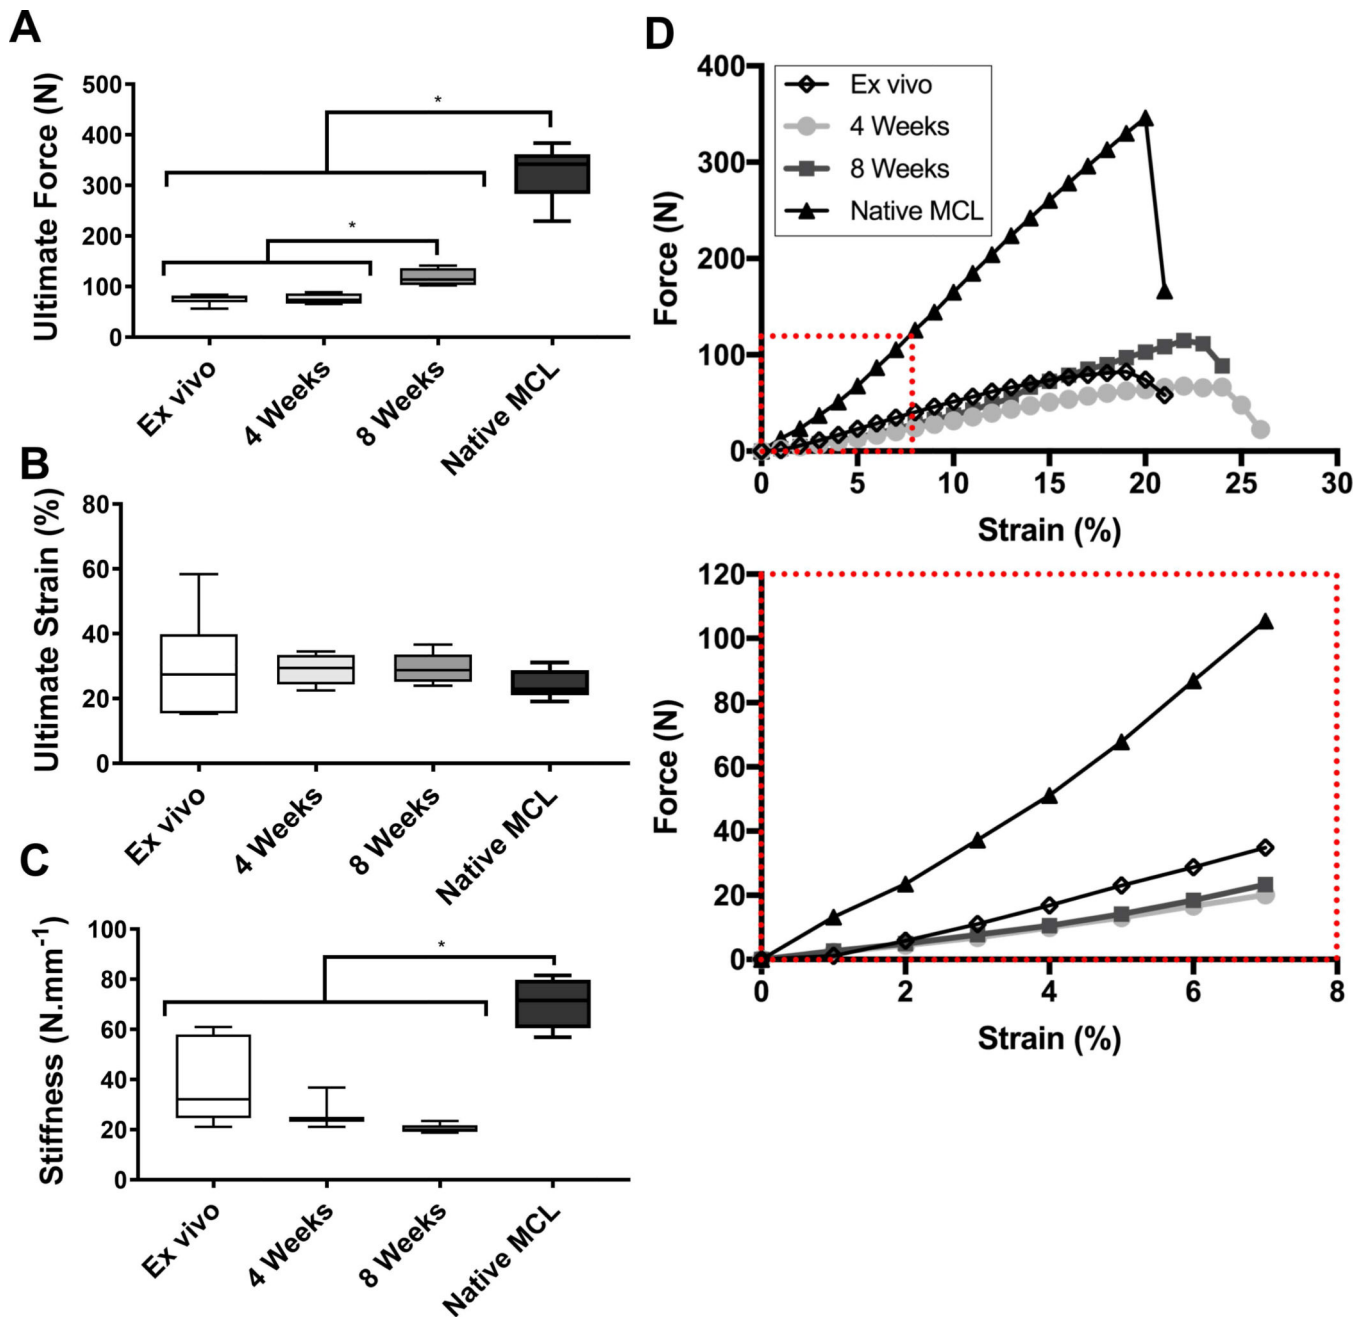 A
Ultimate Force (N)
500
400
300
200
100
0
*
*
Ex vivo
4 Weeks
8 Weeks
Native MCL
B
Ultimate Strain (%)
80
60
40
20
0
Ex vivo
4 Weeks
8 Weeks
Native MCL
C
Stiffness (N.mm⁻¹)
100
80
60
40
20
0
*
Ex vivo
4 Weeks
8 Weeks
Native MCL
D
Force (N)
400
300
200
100
0
Ex vivo
4 Weeks
8 Weeks
Native MCL
0 5 10 15 20 25 30
Strain (%)
Force (N)
120
100
80
60
40
20
0
0 2 4 6 8
Strain (%)